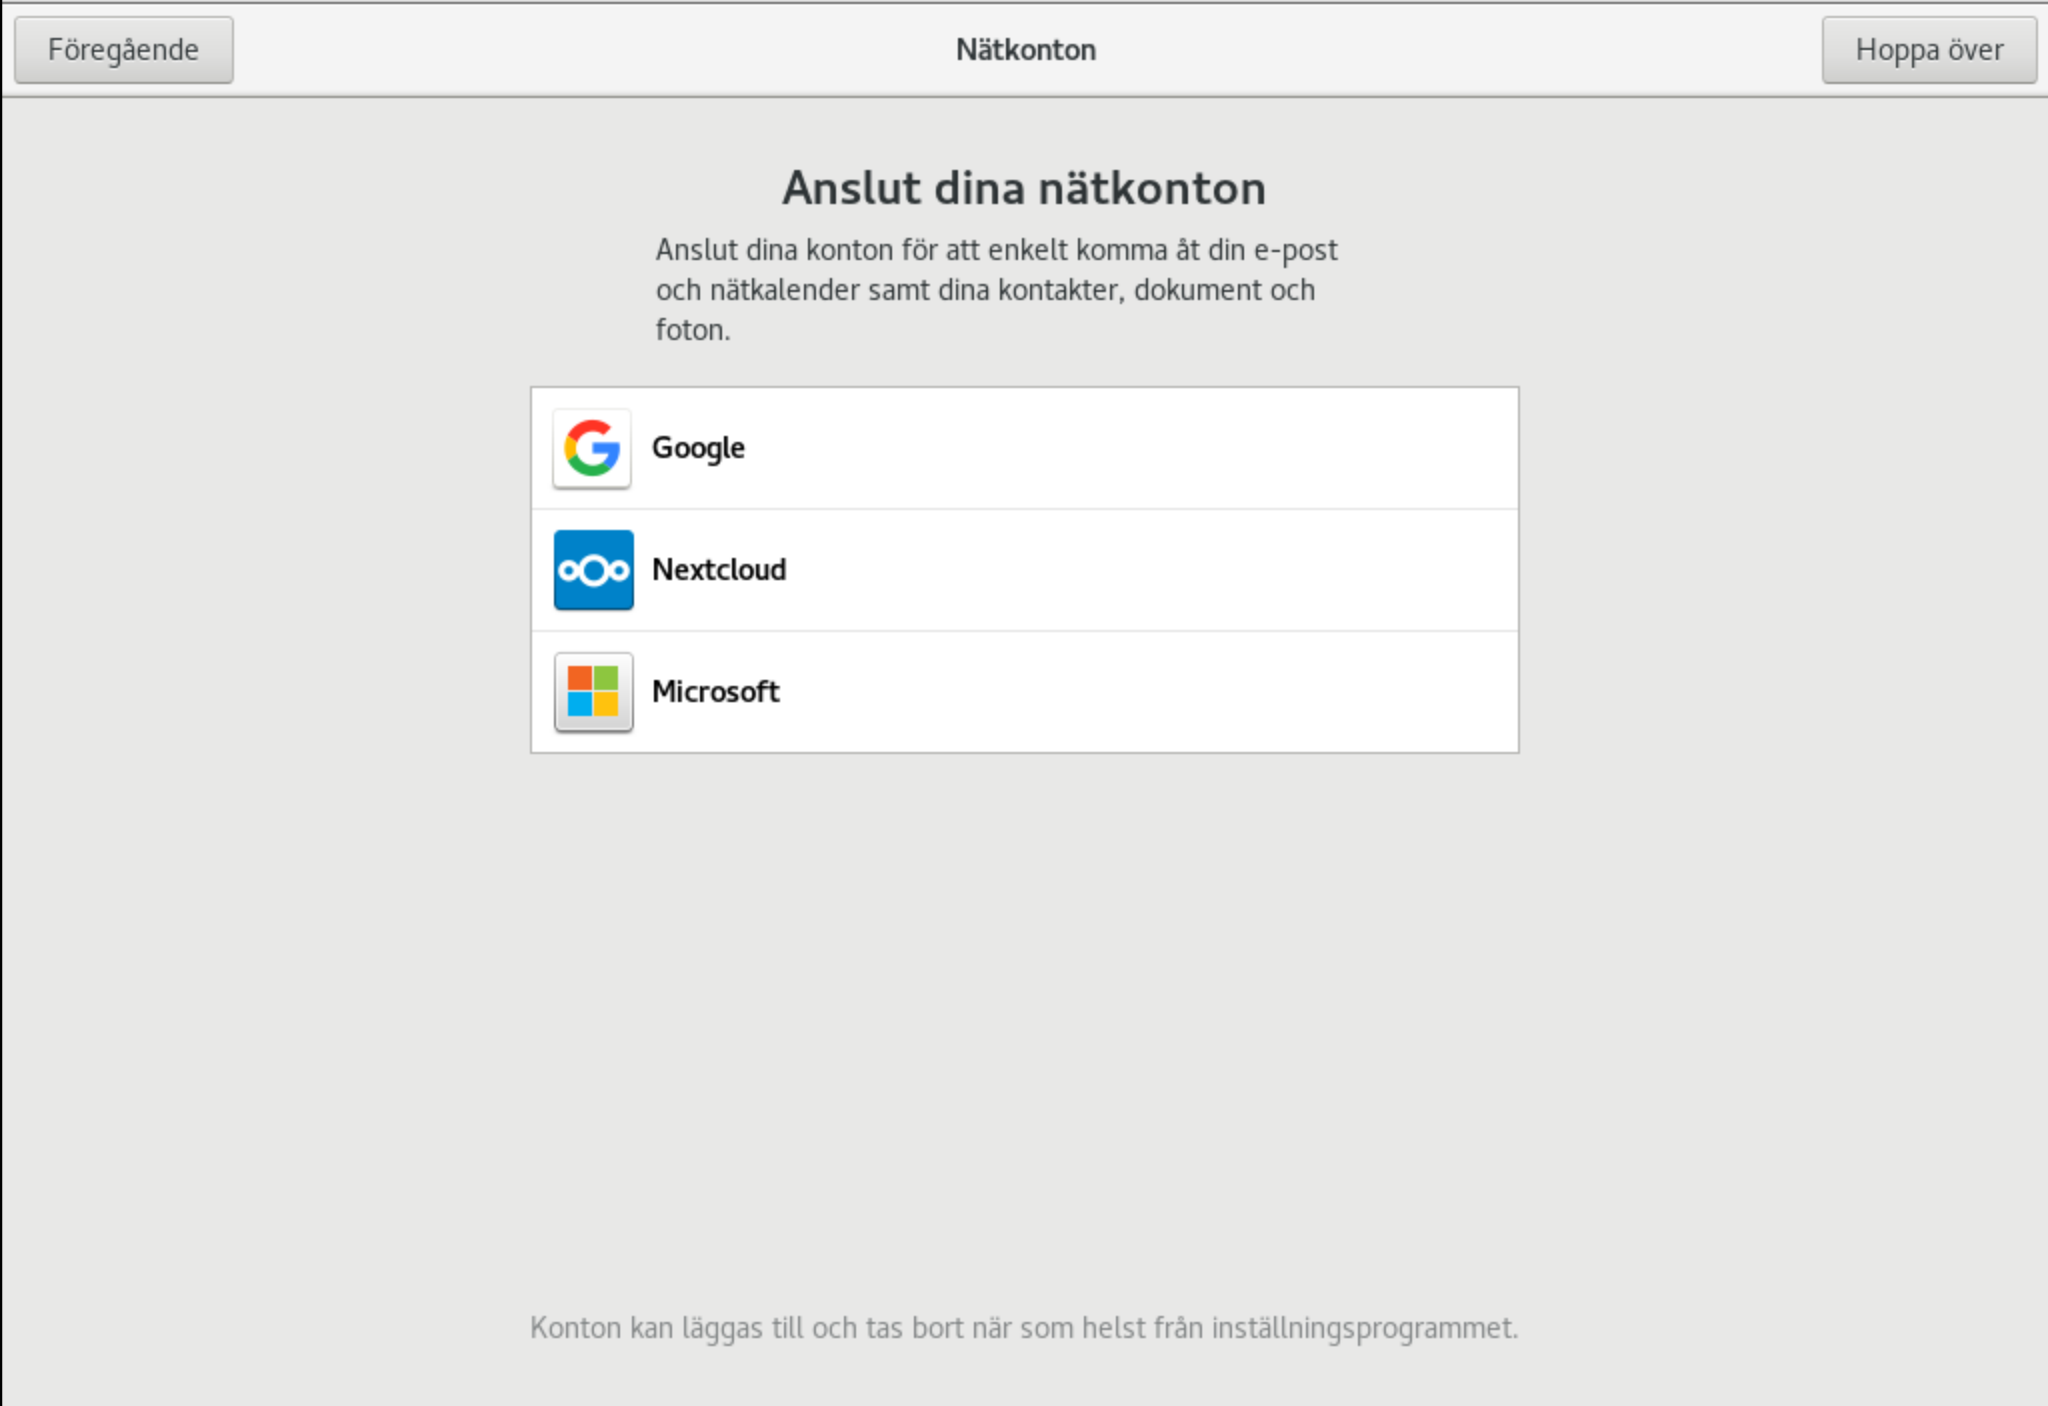 Föregående
Nätkonton
Hoppa över
Anslut dina nätkonton
Anslut dina konton för att enkelt komma åt din e-post
och nätkalender samt dina kontakter, dokument och
foton.
Google
Nextcloud
Microsoft
Konton kan läggas till och tas bort när som helst från inställningsprogrammet.